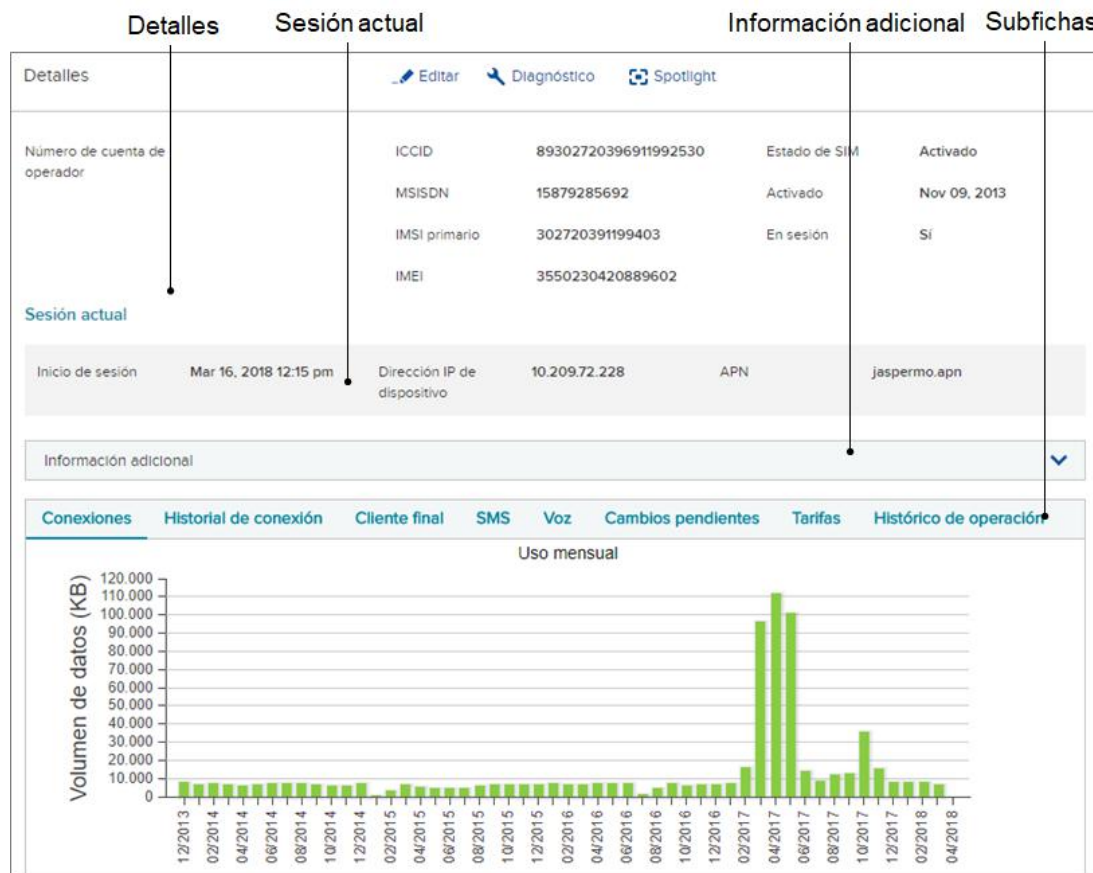 Detalles
Sesión actual
Información adicional
Subfichas
Detalles
Editar
Diagnóstico
Spotlight
Número de cuenta de
operador
ICCID 89302720396911992530
Estado de SIM Activado
MSISDN 15879285692
Activado Nov 09, 2013
IMSI primario 302720391199403
En sesión Sí
IMEI 3550230420889602
Sesión actual
Inicio de sesión Mar 16, 2018 12:15 pm
Dirección IP de
dispositivo
10.209.72.228
APN jaspermo.apn
Información adicional
Conexiones Historial de conexión Cliente final SMS Voz Cambios pendientes Tarifas Histórico de operación
Uso mensual
Volumen de datos (KB)
120.000
110.000
100.000
90.000
80.000
70.000
60.000
50.000
40.000
30.000
20.000
10.000
0
12/2013
02/2014
04/2014
06/2014
08/2014
10/2014
12/2014
02/2015
04/2015
06/2015
08/2015
10/2015
12/2015
02/2016
04/2016
06/2016
08/2016
10/2016
12/2016
02/2017
04/2017
06/2017
08/2017
10/2017
12/2017
02/2018
04/2018